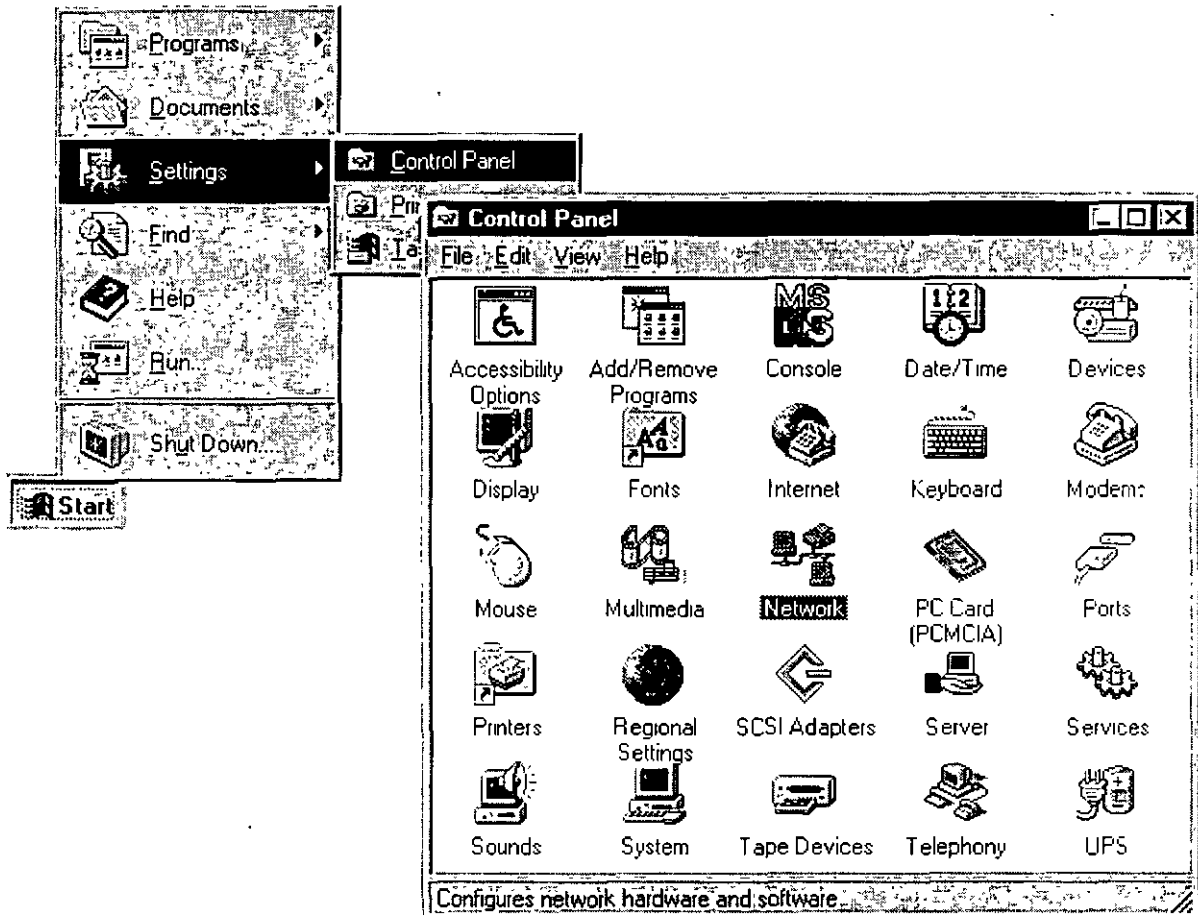 Programs
Documents
Settings
Find
Help
Run...
Shut Down...
Start
Control Panel
Control Panel
File Edit View Help
MS
Accessibility Options
Add/Remove Programs
Console
Date/Time
Devices
Display
Fonts
Internet
Keyboard
Modems
Mouse
Multimedia
Network
PC Card (PCMCIA)
Ports
Printers
Regional Settings
SCSI Adapters
Server
Services
Sounds
System
Tape Devices
Telephony
UPS
Configures network hardware and software